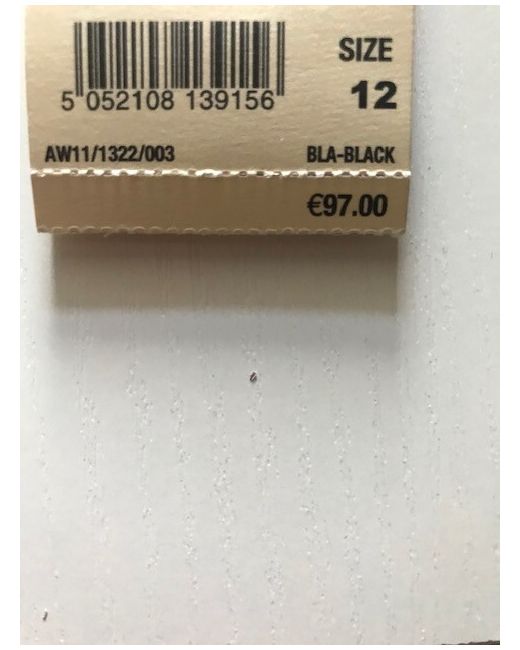 SIZE
5 052108 139156 12
AW11/1322/003 BLA-BLACK
€97.00